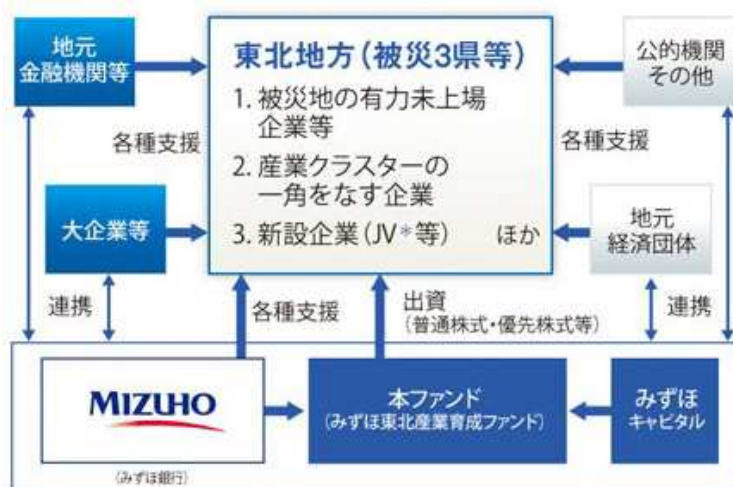 地元
金融機関等
東北地方(被災3県等)
公的機関
その他
1. 被災地の有力未上場
企業等
各種支援
各種支援
2. 産業クラスターの
一角をなす企業
大企業等
3. 新設企業(JV*等) ほか
地元
経済団体
連携
各種支援
出資
(普通株式・優先株式等)
連携
MIZUHO
(みずほ銀行)
本ファンド
(みずほ東北産業育成ファンド)
みずほ
キャピタル